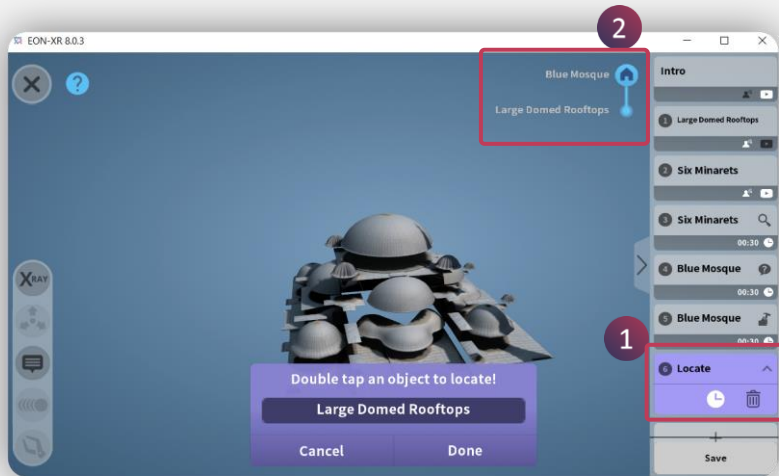 2
EON-XR 8.0.3
?
Blue Mosque
Large Domed Rooftops
Intro
1 Large Domed Rooftops
2 Six Minarets
3 Six Minarets
00:30
4 Blue Mosque ?
00:30
5 Blue Mosque
00:30
1
6 Locate
XRAY
Double tap an object to locate!
Large Domed Rooftops
Cancel
Done
+
Save